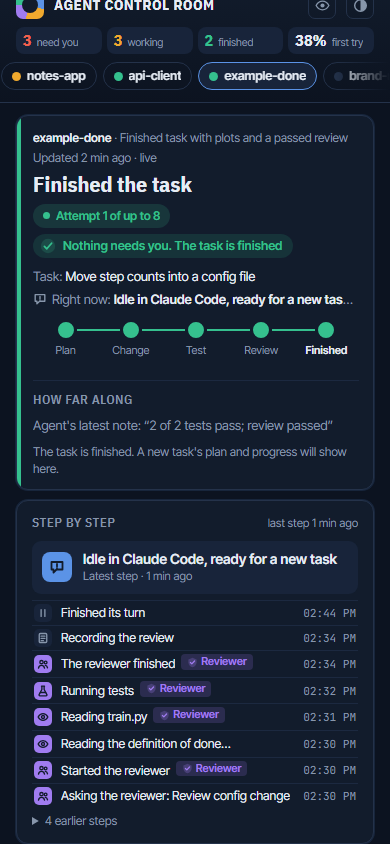 AGENT CONTROL ROOM
3 need you
3 working
2 finished
38% first try
notes-app
api-client
example-done
brand-
example-done · Finished task with plots and a passed review
Updated 2 min ago · live
Finished the task
Attempt 1 of up to 8
Nothing needs you. The task is finished
Task: Move step counts into a config file
Right now: Idle in Claude Code, ready for a new tas...
Plan
Change
Test
Review
Finished
HOW FAR ALONG
Agent's latest note: “2 of 2 tests pass; review passed”
The task is finished. A new task's plan and progress will show
here.
STEP BY STEP
last step 1 min ago
Idle in Claude Code, ready for a new task
Latest step · 1 min ago
Finished its turn 02:44 PM
Recording the review 02:34 PM
The reviewer finished Reviewer 02:34 PM
Running tests Reviewer 02:32 PM
Reading train.py Reviewer 02:31 PM
Reading the definition of done... 02:30 PM
Started the reviewer Reviewer 02:30 PM
Asking the reviewer: Review config change 02:30 PM
4 earlier steps